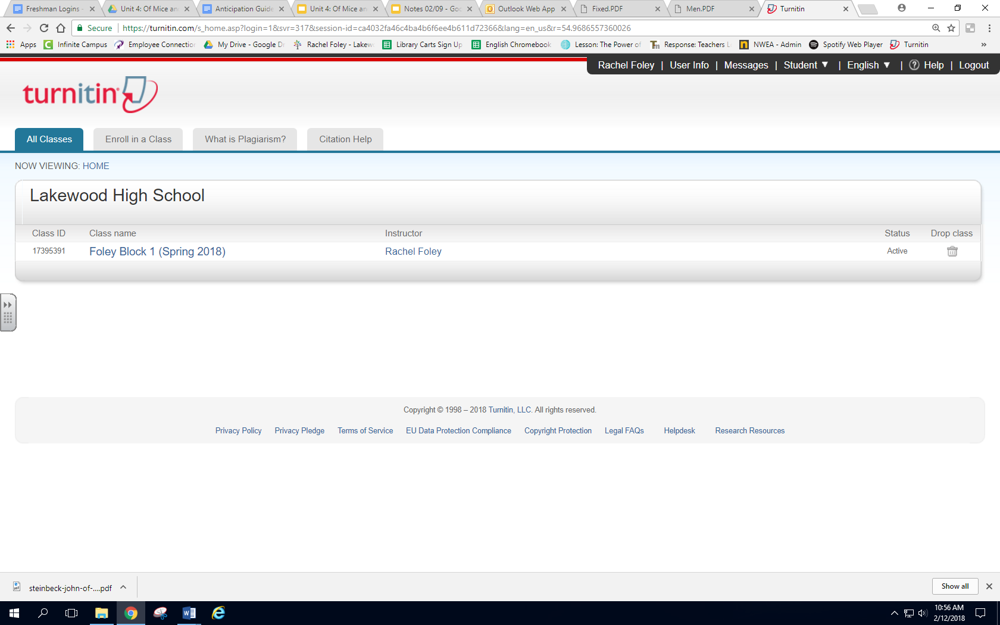 Freshman Logins -
Unit 4: Of Mice an
Anticipation Guide
Unit 4: Of Mice an
Notes 02/09 - Goo
Outlook Web App
Fixed.PDF
Men.PDF
Turnitin
Secure
https://turnitin.com/s_home.asp?login=1&svr=317&session-id=ca4032fa46c4ba4b6f6ee4b611d72366&lang=en_us&r=54.9686557360026
Apps
Infinite Campus
Employee Connection
My Drive - Google Dr
Rachel Foley - Lakew
Library Carts Sign Up
English Chromebook
Lesson: The Power of
Response: Teachers L
NWEA - Admin
Spotify Web Player
Turnitin
»
Rachel Foley | User Info | Messages | Student ▼ | English ▼ | ? Help | Logout
turnitin
All Classes
Enroll in a Class
What is Plagiarism?
Citation Help
NOW VIEWING: HOME
Lakewood High School
Class ID Class name Instructor Status Drop class
17395391 Foley Block 1 (Spring 2018) Rachel Foley Active
Copyright © 1998 – 2018 Turnitin, LLC. All rights reserved.
Privacy Policy Privacy Pledge Terms of Service EU Data Protection Compliance Copyright Protection Legal FAQs Helpdesk Research Resources
steinbeck-john-of-....pdf
Show all
10:56 AM
2/12/2018